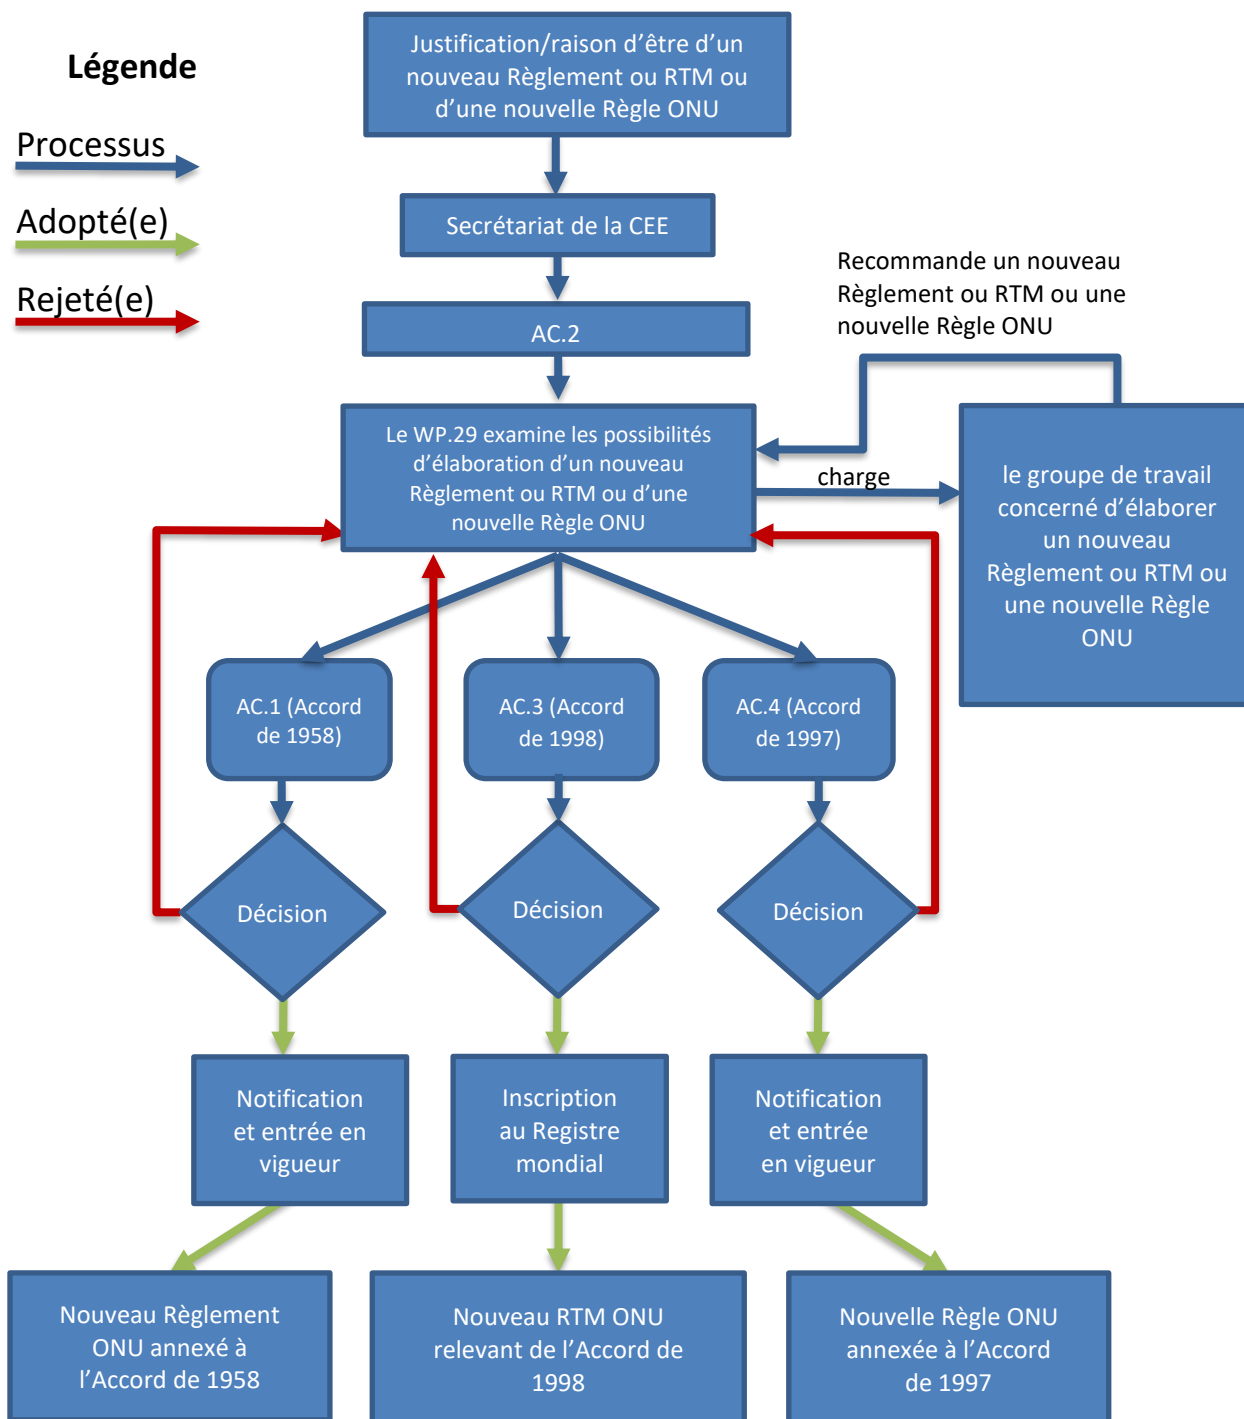 Légende
Processus
Adopté(e)
Rejeté(e)
Justification/raison d’être d’un
nouveau Règlement ou RTM ou
d’une nouvelle Règle ONU
Secrétariat de la CEE
AC.2
Recommande un nouveau
Règlement ou RTM ou une
nouvelle Règle ONU
Le WP.29 examine les possibilités
d’élaboration d’un nouveau
Règlement ou RTM ou d’une
nouvelle Règle ONU
charge
le groupe de travail
concerné d’élaborer
un nouveau
Règlement ou RTM ou
une nouvelle Règle
ONU
AC.1 (Accord
de 1958)
AC.3 (Accord
de 1998)
AC.4 (Accord
de 1997)
Décision
Décision
Décision
Notification
et entrée en
vigueur
Inscription
au Registre
mondial
Notification
et entrée
en vigueur
Nouveau Règlement
ONU annexé à
l’Accord de 1958
Nouveau RTM ONU
relevant de l’Accord de
1998
Nouvelle Règle ONU
annexée à l’Accord
de 1997